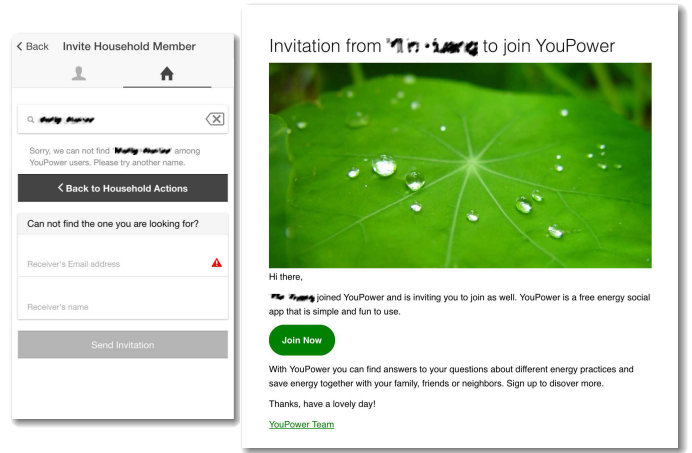 Back Invite Household Member
Sorry, we can not find among
YouPower users. Please try another name.
Back to Household Actions
Can not find the one you are looking for?
Receiver's Email address
Receiver's name
Send Invitation
Invitation from to join YouPower
Hi there,
joined YouPower and is inviting you to join as well. YouPower is a free energy social
app that is simple and fun to use.
Join Now
With YouPower you can find answers to your questions about different energy practices and
save energy together with your family, friends or neighbors. Sign up to disover more.
Thanks, have a lovely day!
YouPower Team